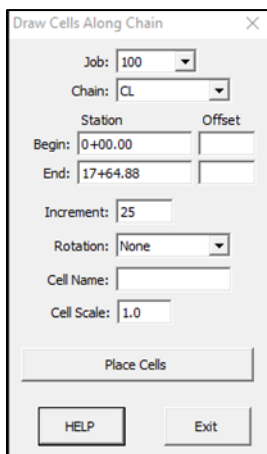 Draw Cells Along Chain
Job: 100
Chain: CL
Station Offset
Begin: 0+00.00
End: 17+64.88
Increment: 25
Rotation: None
Cell Name:
Cell Scale: 1.0
Place Cells
HELP Exit